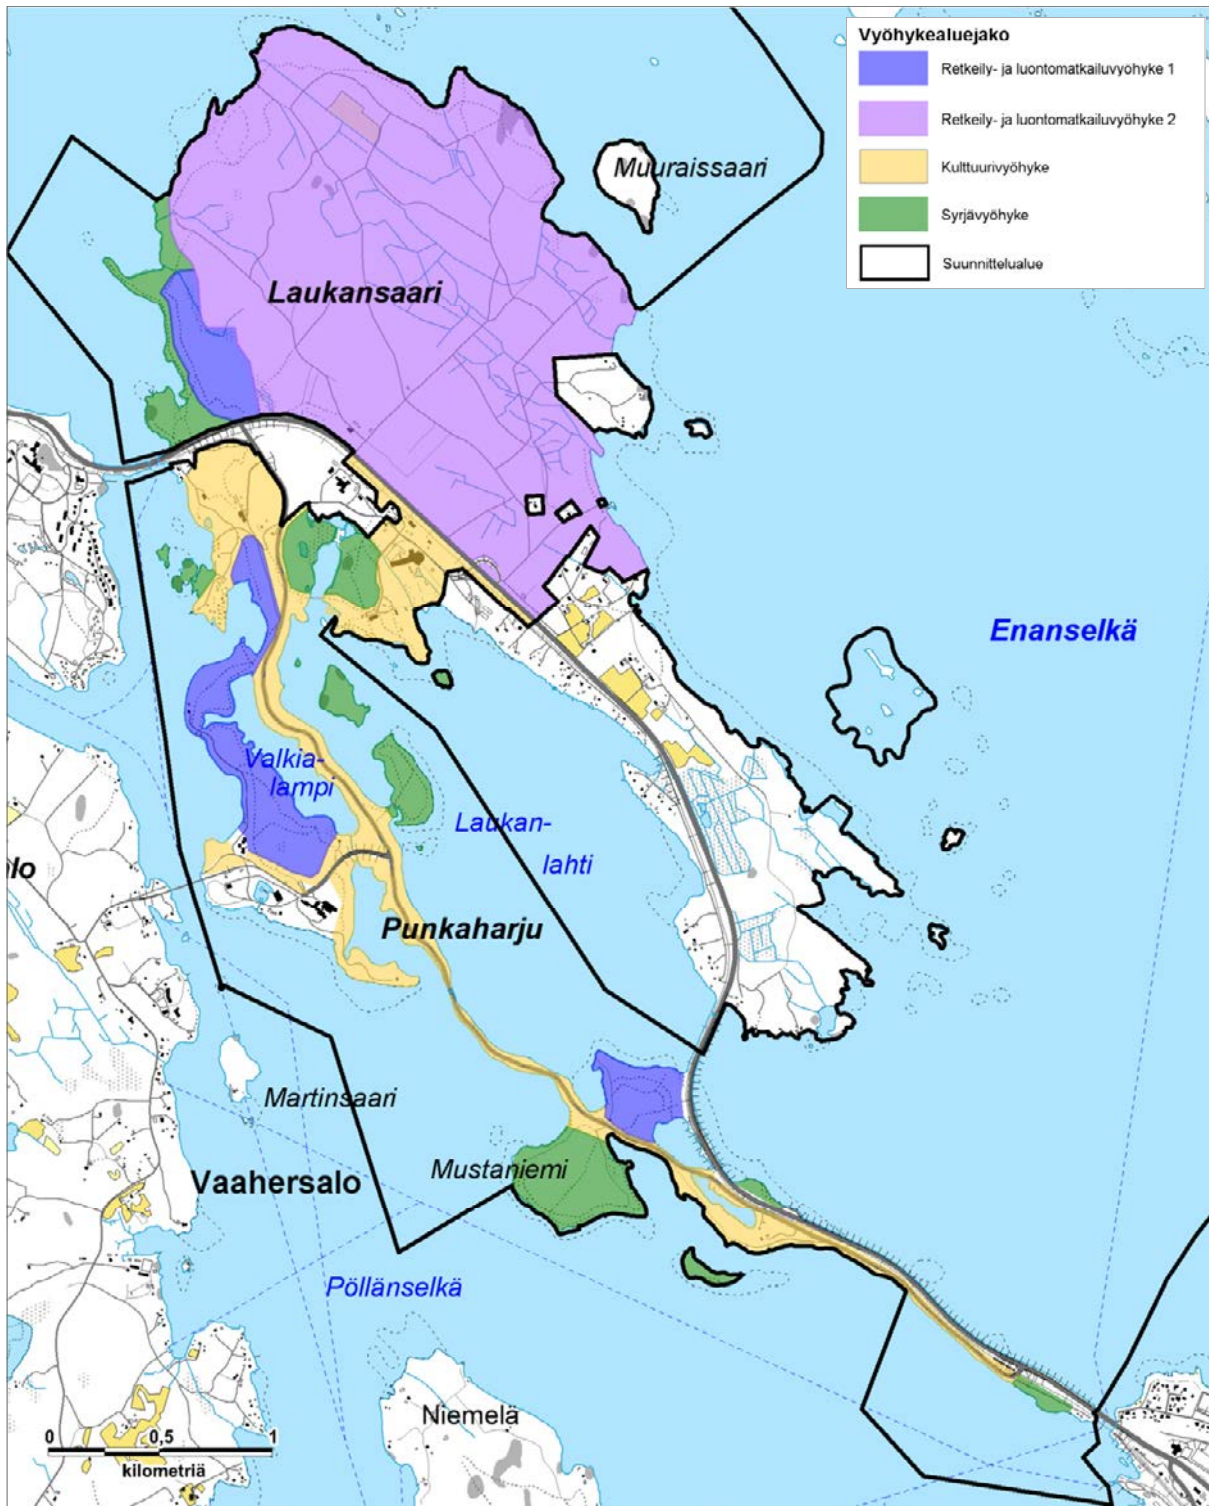 Vyöhykealuejako
Retkeily- ja luontomatkailuvyöhyke 1
Retkeily- ja luontomatkailuvyöhyke 2
Kulttuurivyöhyke
Syrjävyöhyke
Suunnittelualue
Muuraissaari
Laukansaari
Enanselkä
Valkia-
lampi
Laukan-
lahti
lo
Punkaharju
Martinsaari
Mustaniemi
Vaahersalo
Pöllänselkä
Niemelä
0 0,5 1
kilometriä